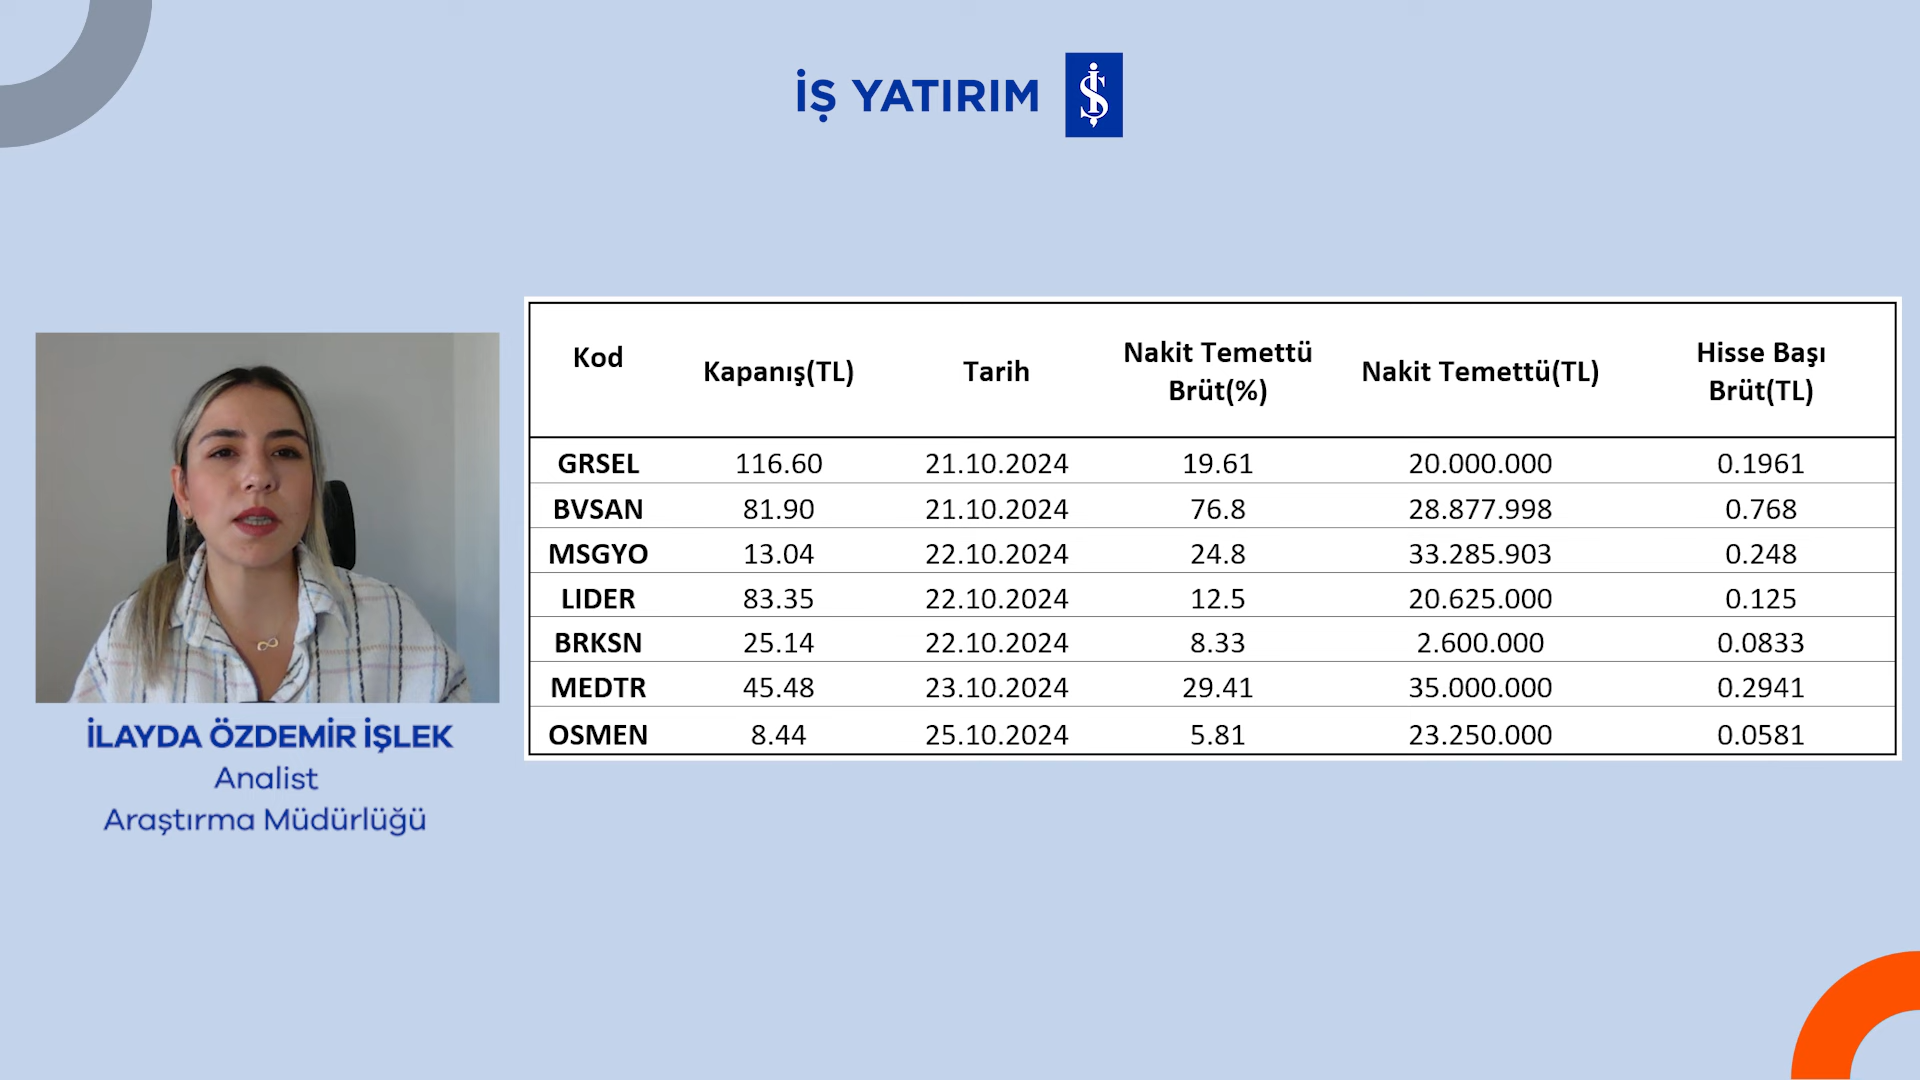 İŞ YATIRIM
Kod Kapanış(TL) Tarih Nakit Temettü Brüt(%) Nakit Temettü(TL) Hisse Başı Brüt(TL)
GRSEL 116.60 21.10.2024 19.61 20.000.000 0.1961
BVSAN 81.90 21.10.2024 76.8 28.877.998 0.768
MSGYO 13.04 22.10.2024 24.8 33.285.903 0.248
LIDER 83.35 22.10.2024 12.5 20.625.000 0.125
BRKSN 25.14 22.10.2024 8.33 2.600.000 0.0833
MEDTR 45.48 23.10.2024 29.41 35.000.000 0.2941
OSMEN 8.44 25.10.2024 5.81 23.250.000 0.0581
İLAYDA ÖZDEMİR İŞLEK
Analist
Araştırma Müdürlüğü